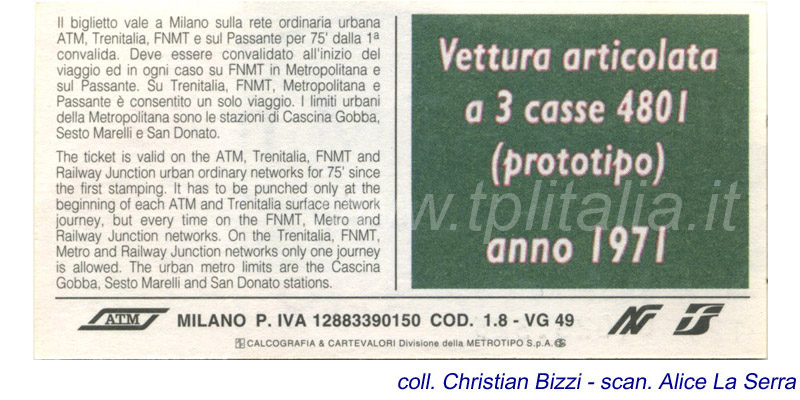 Il biglietto vale a Milano sulla rete ordinaria urbana
ATM, Trenitalia, FNMT e sul Passante per 75' dalla 1ª
convalida. Deve essere convalidato all'inizio del
viaggio ed in ogni caso su FNMT in Metropolitana e
sul Passante. Su Trenitalia, FNMT, Metropolitana e
Passante è consentito un solo viaggio. I limiti urbani
della Metropolitana sono le stazioni di Cascina Gobba,
Sesto Marelli e San Donato.
The ticket is valid on the ATM, Trenitalia, FNMT and
Railway Junction urban ordinary networks for 75' since
the first stamping. It has to be punched only at the
beginning of each ATM and Trenitalia surface network
journey, but every time on the FNMT, Metro and
Railway Junction networks. On the Trenitalia, FNMT,
Metro and Railway Junction networks only one journey
is allowed. The urban metro limits are the Cascina
Gobba, Sesto Marelli and San Donato stations.
Vettura articolata
a 3 casse 4801
(prototipo)
anno 1971
www.tplitalia.it
ATM MILANO P. IVA 12883390150 COD. 1.8 - VG 49
CALCOGRAFIA & CARTEVALORI Divisione della METROTIPO S.p.A.
coll. Christian Bizzi - scan. Alice La Serra